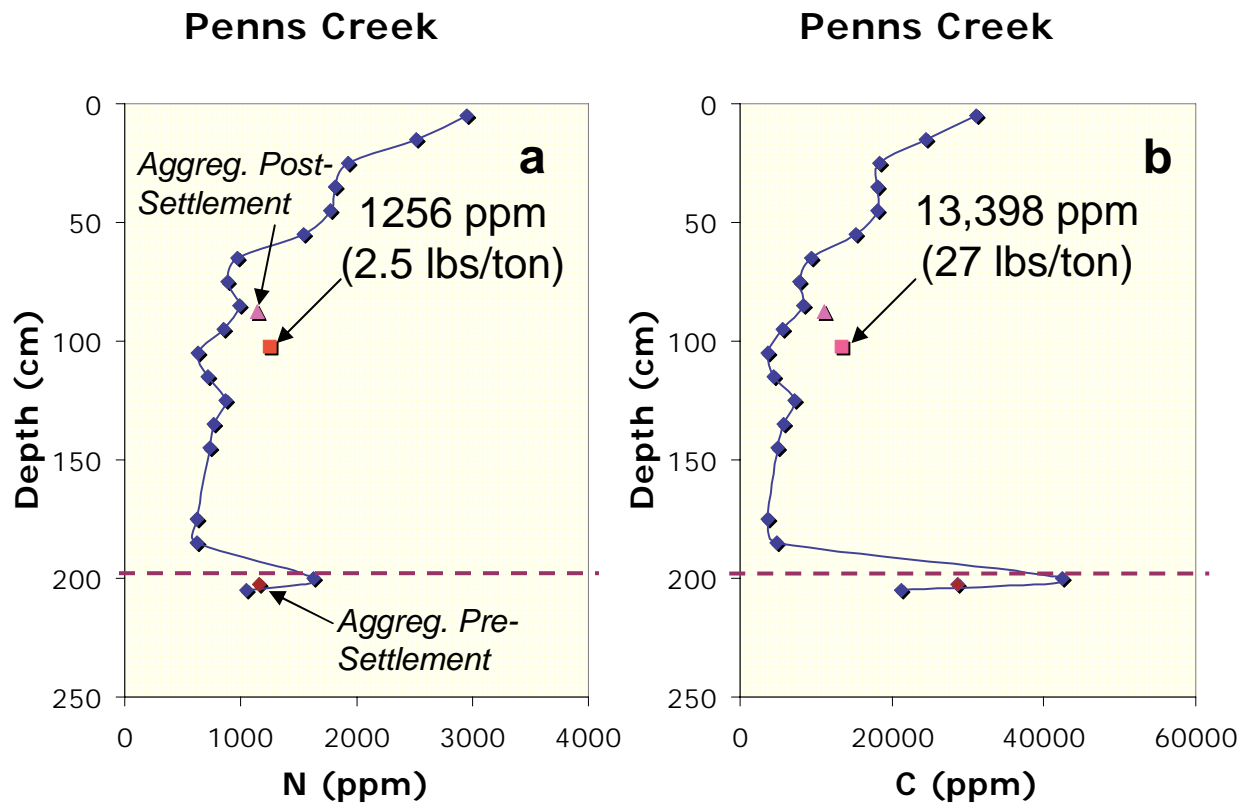 Penns Creek
0
50
100
150
200
250
Depth (cm)
a
Aggreg. Post-
Settlement
1256 ppm
(2.5 lbs/ton)
Aggreg. Pre-
Settlement
0 1000 2000 3000 4000
N (ppm)
Penns Creek
0
50
100
150
200
250
Depth (cm)
b
13,398 ppm
(27 lbs/ton)
0 20000 40000 60000
C (ppm)